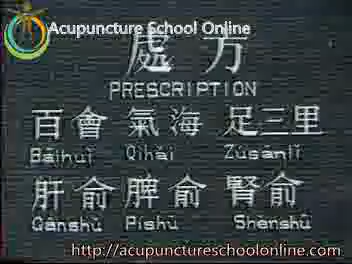 Acupuncture School Online
處方
PRESCRIPTION
百會 氣海 足三里
Bǎihuì Qìhǎi Zúsānlǐ
肝俞 脾俞 腎俞
Gānshū Píshū Shènshū
http://acupunctureschoolonline.com/